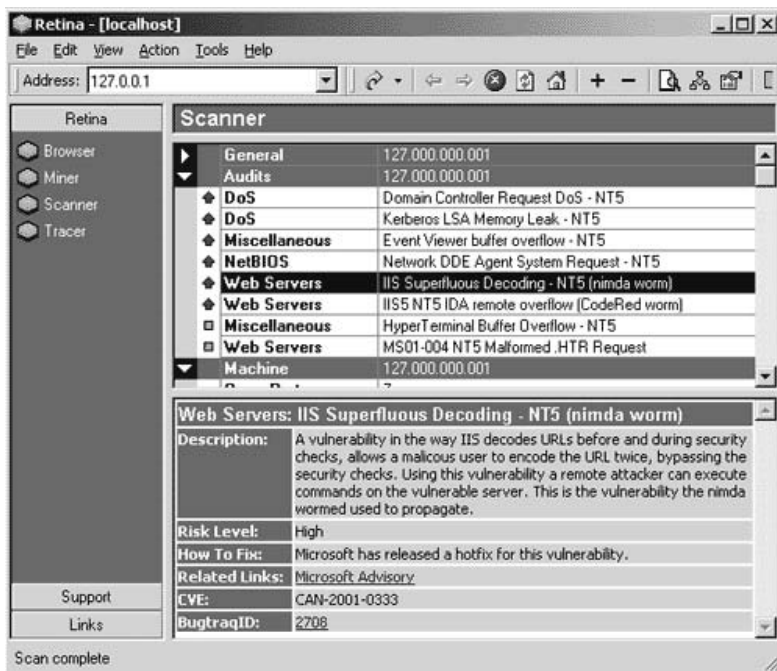 Retina - [localhost]
File Edit View Action Tools Help
Address: 127.0.0.1
Retina
Browser
Miner
Scanner
Tracer
Support
Links
Scanner
General 127.000.000.001
Audits 127.000.000.001
DoS Domain Controller Request DoS - NT5
DoS Kerberos LSA Memory Leak - NT5
Miscellaneous Event Viewer buffer overflow - NT5
NetBIOS Network DDE Agent System Request - NT5
Web Servers IIS Superfluous Decoding - NT5 (nimda worm)
Web Servers IIS5 NT5 IDA remote overflow (CodeRed worm)
Miscellaneous HyperTerminal Buffer Overflow - NT5
Web Servers MS01-004 NT5 Malformed .HTR Request
Machine 127.000.000.001
Web Servers: IIS Superfluous Decoding - NT5 (nimda worm)
Description: A vulnerability in the way IIS decodes URLs before and during security
checks, allows a malicous user to encode the URL twice, bypassing the
security checks. Using this vulnerability a remote attacker can execute
commands on the vulnerable server. This is the vulnerability the nimda
wormed used to propagate.
Risk Level: High
How To Fix: Microsoft has released a hotfix for this vulnerability.
Related Links: Microsoft Advisory
CVE: CAN-2001-0333
BugtraqID: 2708
Scan complete